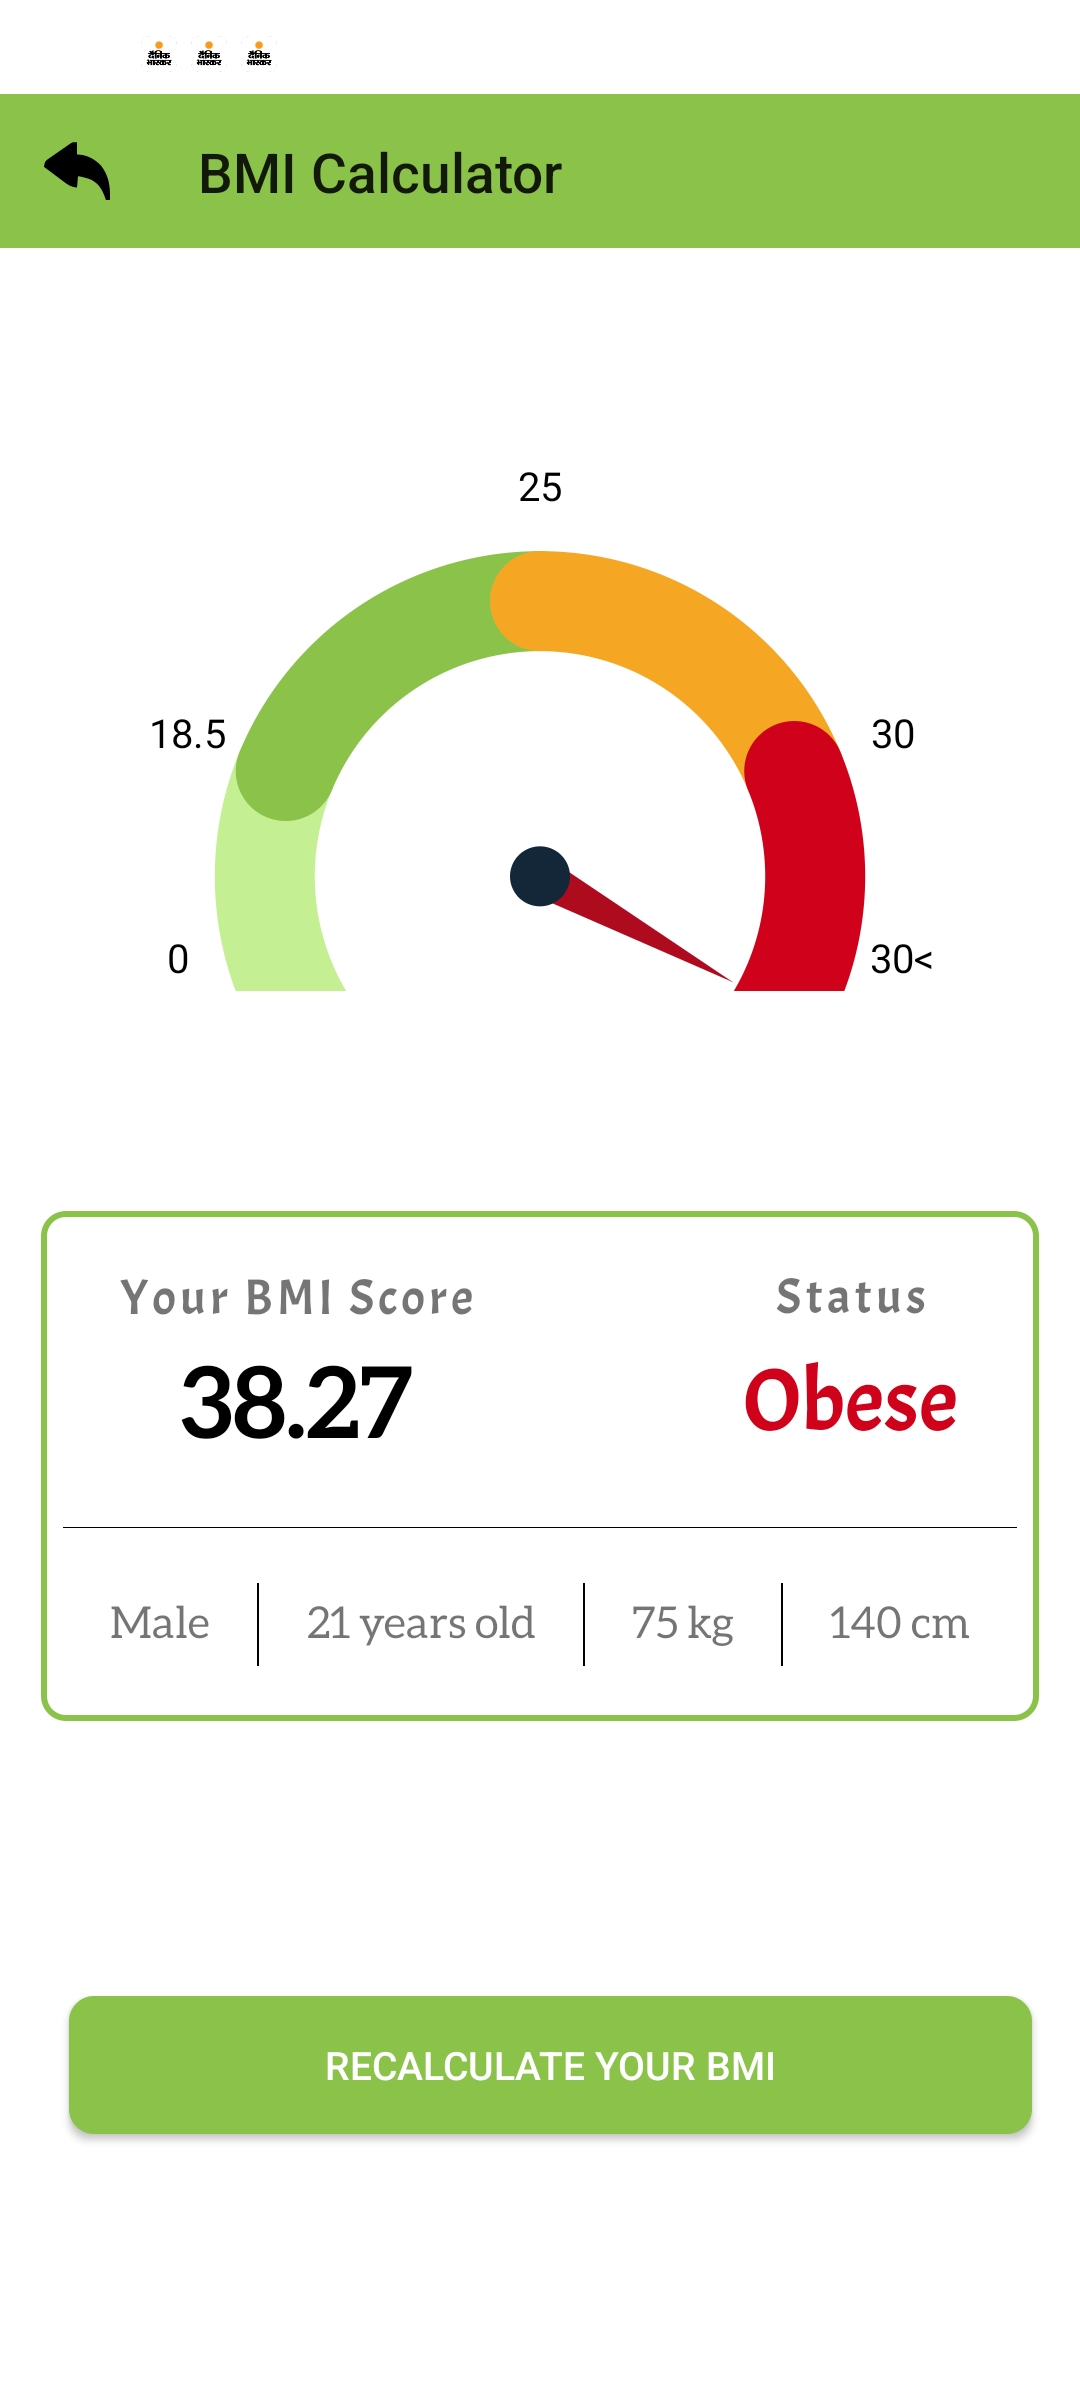 दैनिक भास्कर दैनिक भास्कर दैनिक भास्कर
BMI Calculator
25
18.5
30
0
30<
Your BMI Score
Status
38.27
Obese
Male
21 years old
75 kg
140 cm
RECALCULATE YOUR BMI